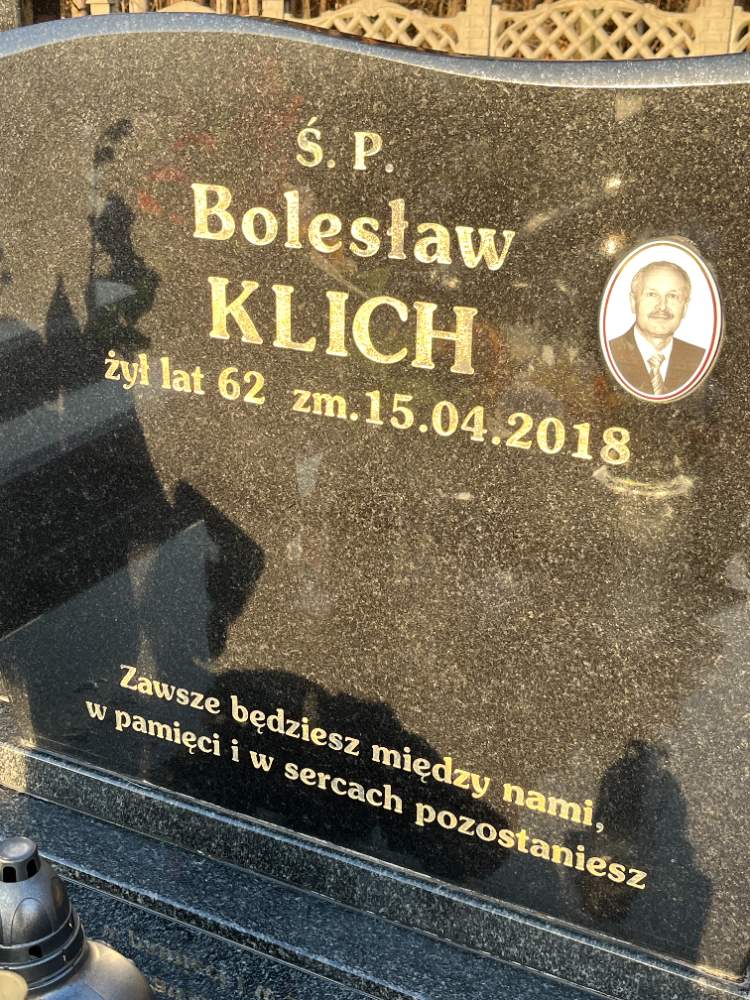 Ś. P.
Bolesław
KLICH
żył lat 62 zm.15.04.2018
Zawsze będziesz między nami,
w pamięci i w sercach pozostaniesz